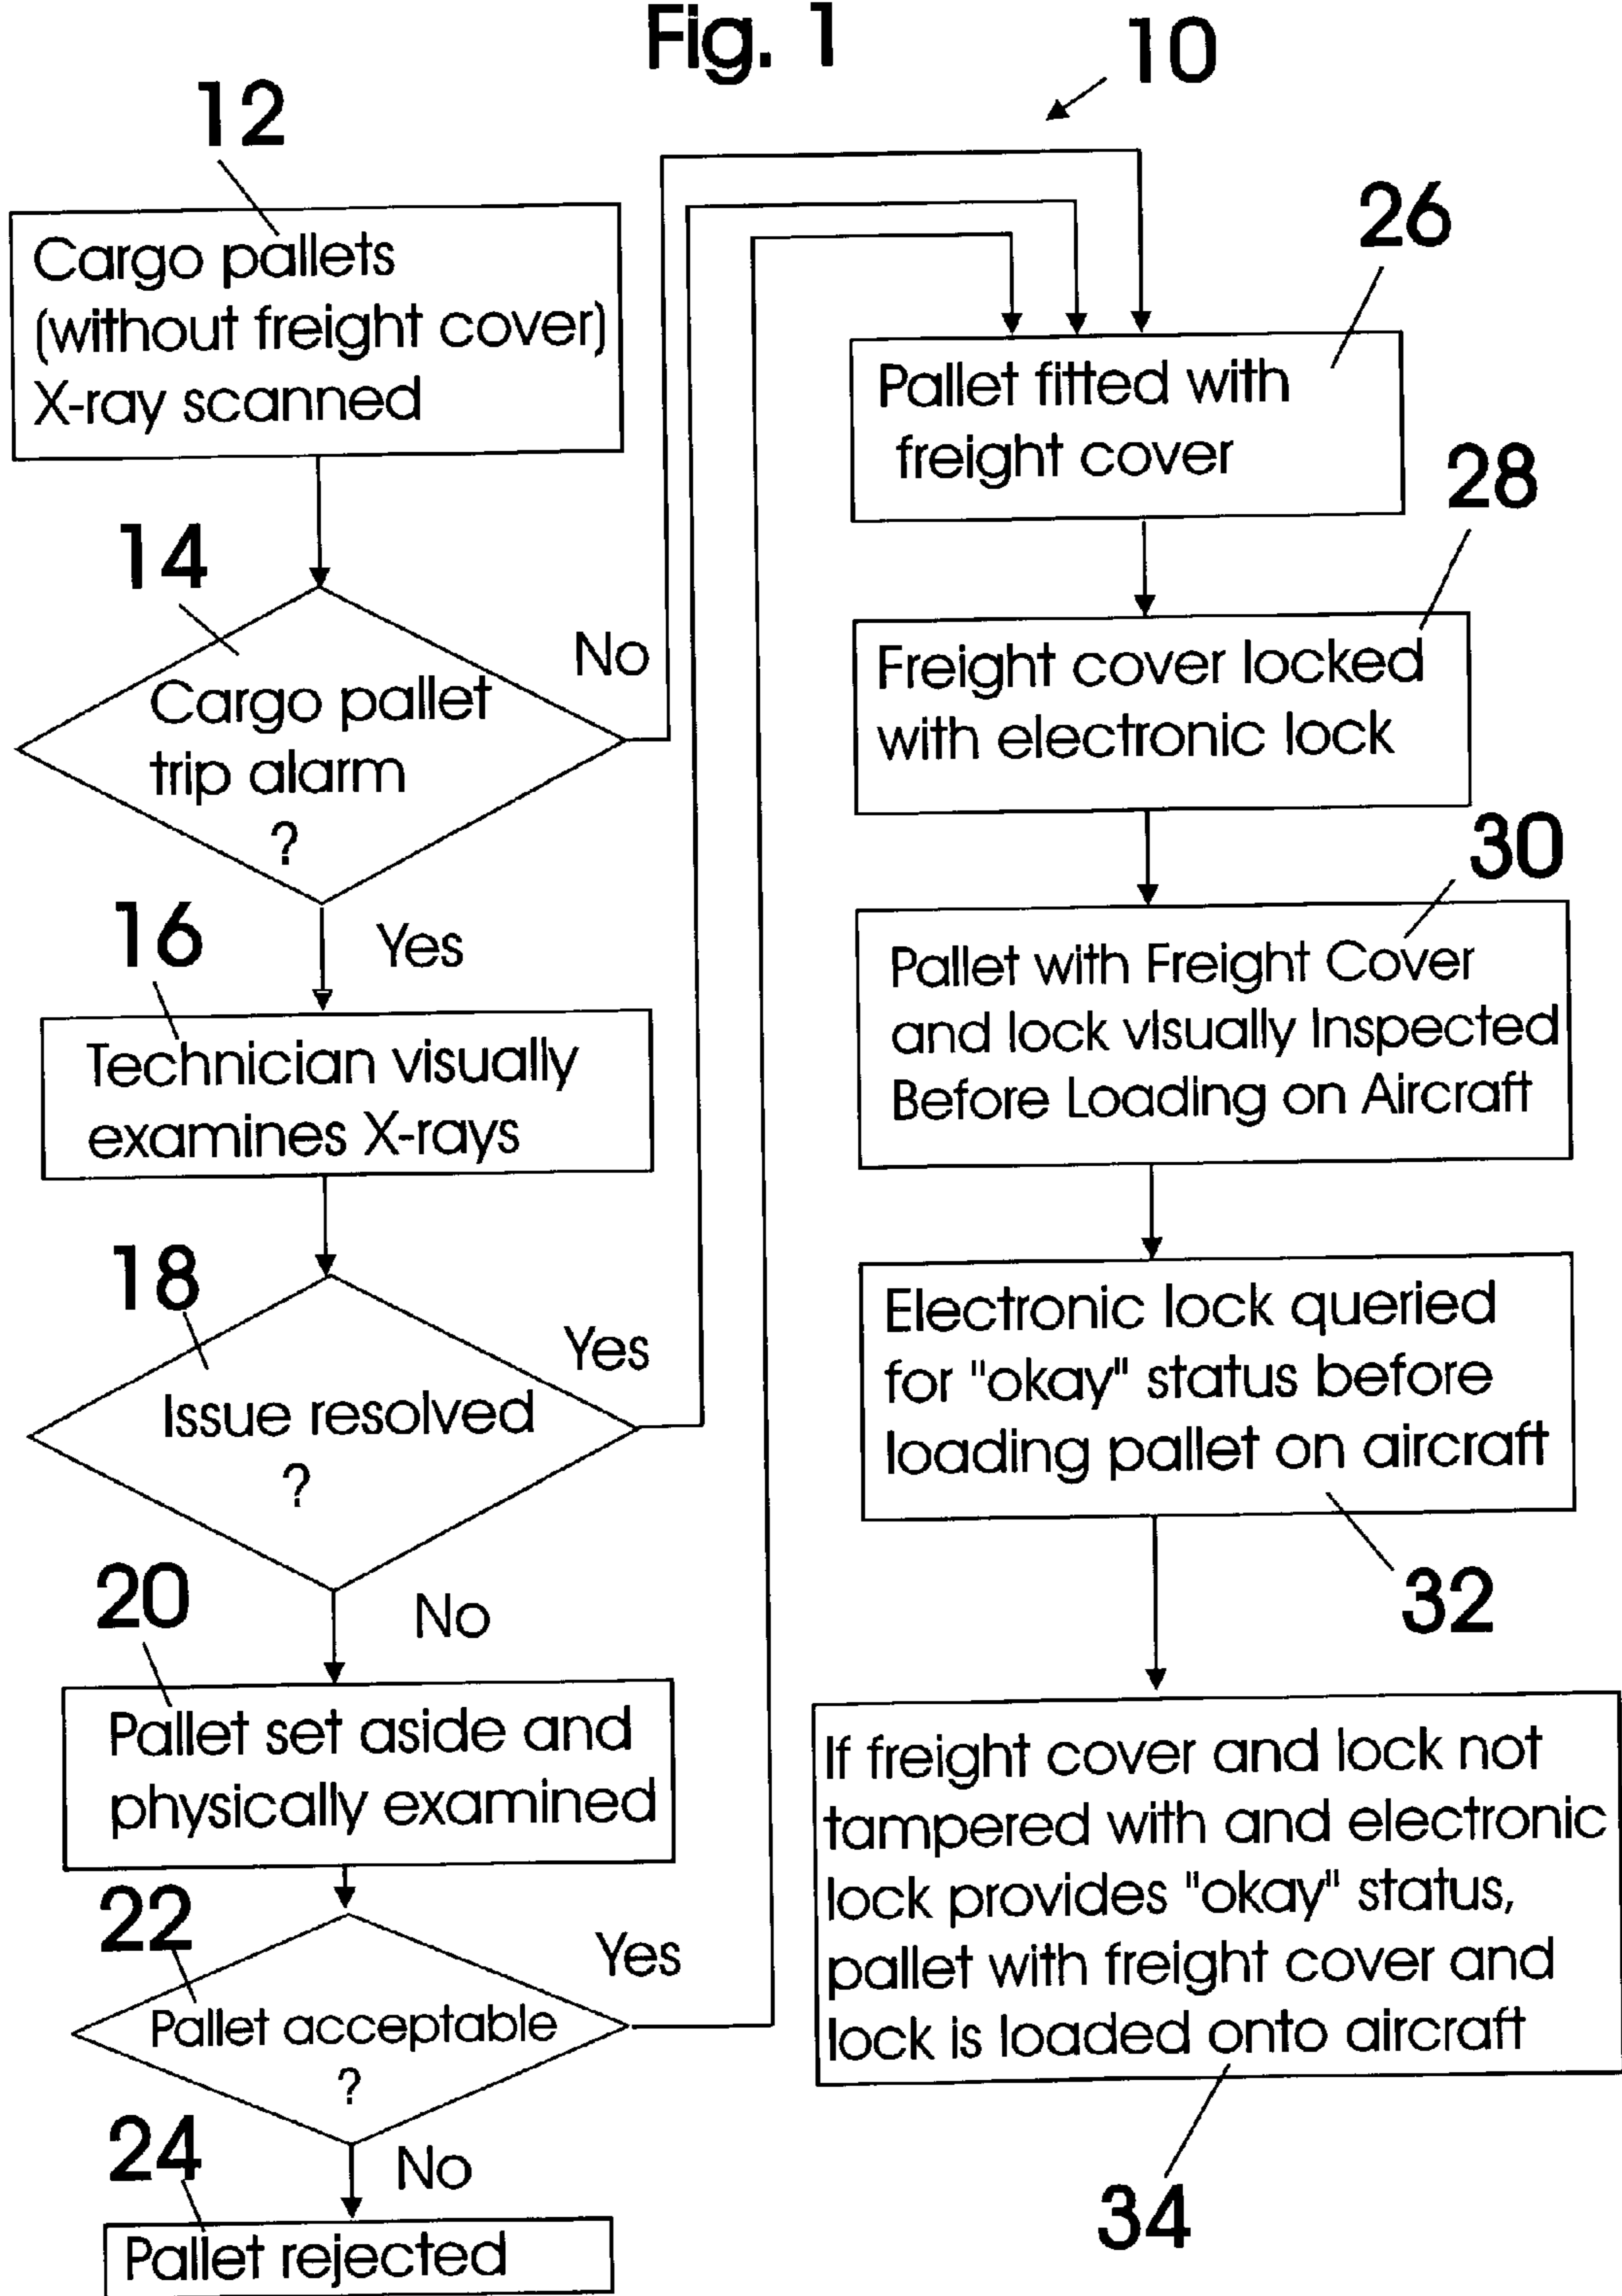 Fig. 1
10
12
Cargo pallets
(without freight cover)
X-ray scanned
14
Cargo pallet
trip alarm
?
No
Yes
16
Technician visually
examines X-rays
18
Issue resolved
?
Yes
No
20
Pallet set aside and
physically examined
22
Pallet acceptable
?
Yes
No
24
Pallet rejected
26
Pallet fitted with
freight cover
28
Freight cover locked
with electronic lock
30
Pallet with Freight Cover
and lock visually Inspected
Before Loading on Aircraft
Electronic lock queried
for "okay" status before
loading pallet on aircraft
32
If freight cover and lock not
tampered with and electronic
lock provides "okay" status,
pallet with freight cover and
lock is loaded onto aircraft
34